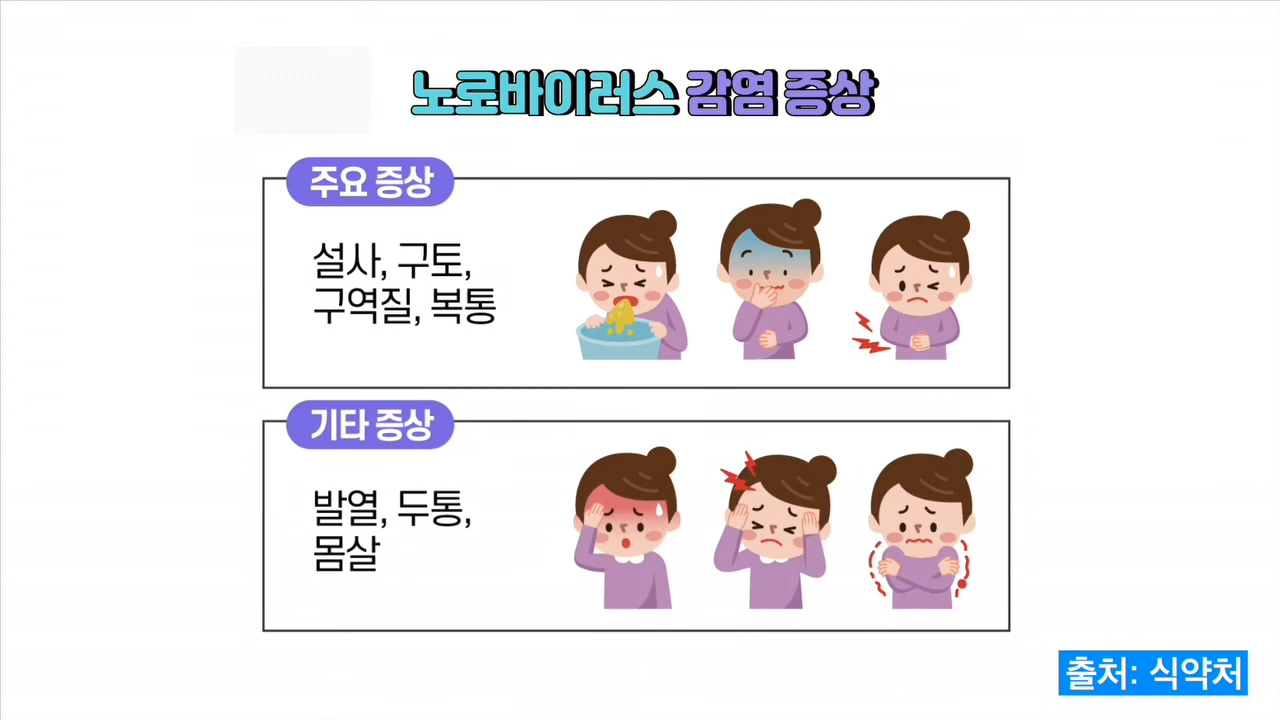 노로바이러스 감염 증상
주요 증상
설사, 구토,
구역질, 복통
기타 증상
발열, 두통,
몸살
출처: 식약처